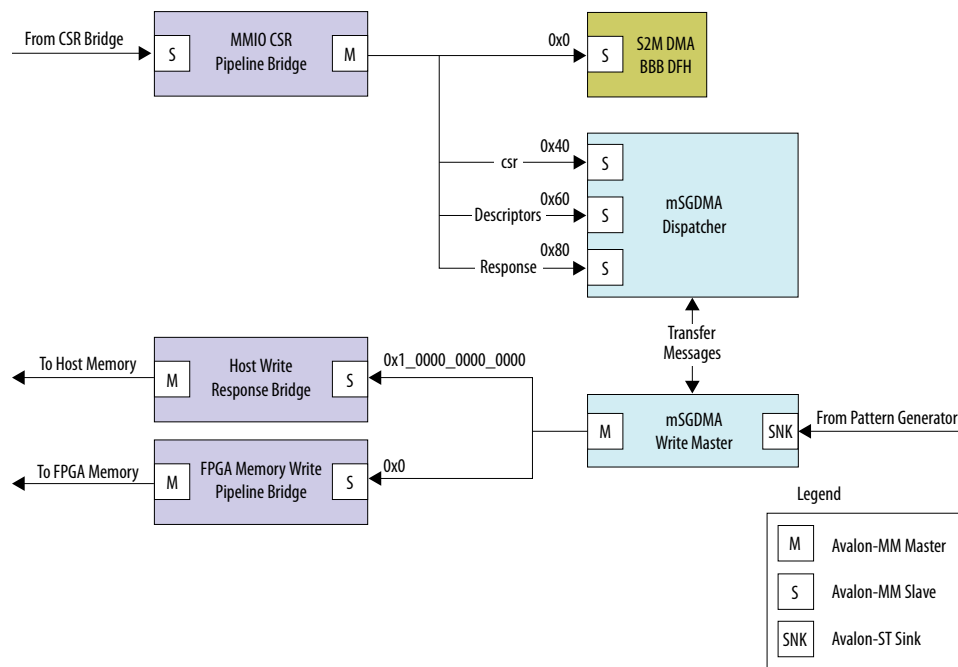 From CSR Bridge
S
MMIO CSR
Pipeline Bridge
M
0x0
S
S2M DMA
BBB DFH
csr
0x40
S
Descriptors
0x60
S
Response
0x80
S
mSGDMA
Dispatcher
Transfer
Messages
To Host Memory
M
Host Write
Response Bridge
S
0x1_0000_0000_0000
To FPGA Memory
M
FPGA Memory Write
Pipeline Bridge
S
0x0
M
mSGDMA
Write Master
SNK
From Pattern Generator
Legend
M
Avalon-MM Master
S
Avalon-MM Slave
SNK
Avalon-ST Sink